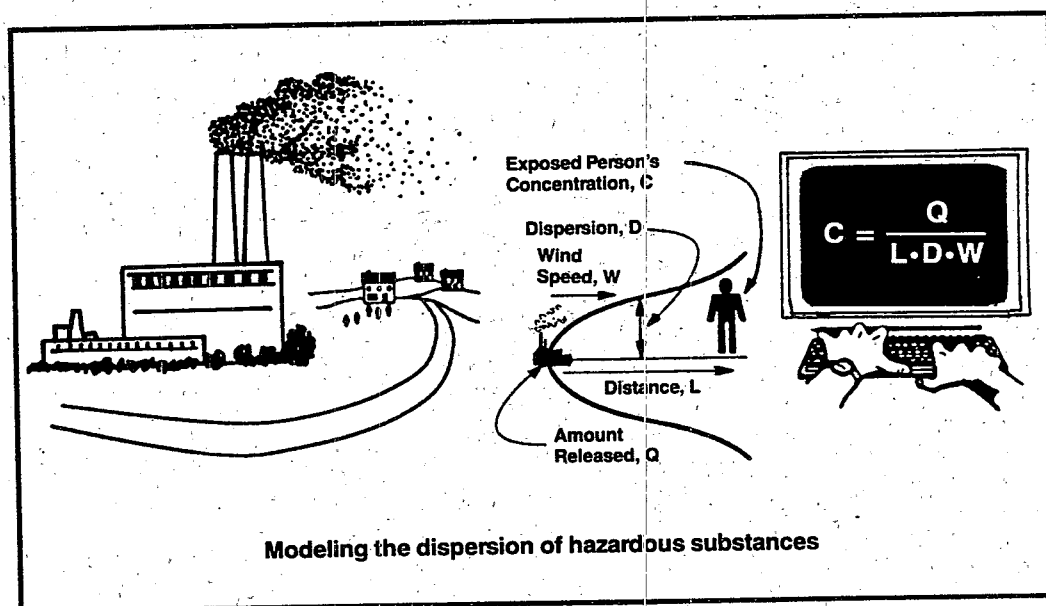 Exposed Person's
Concentration, C
Dispersion, D
Wind
Speed, W
Distance, L
Amount
Released, Q
C = Q
L•D•W
Modeling the dispersion of hazardous substances